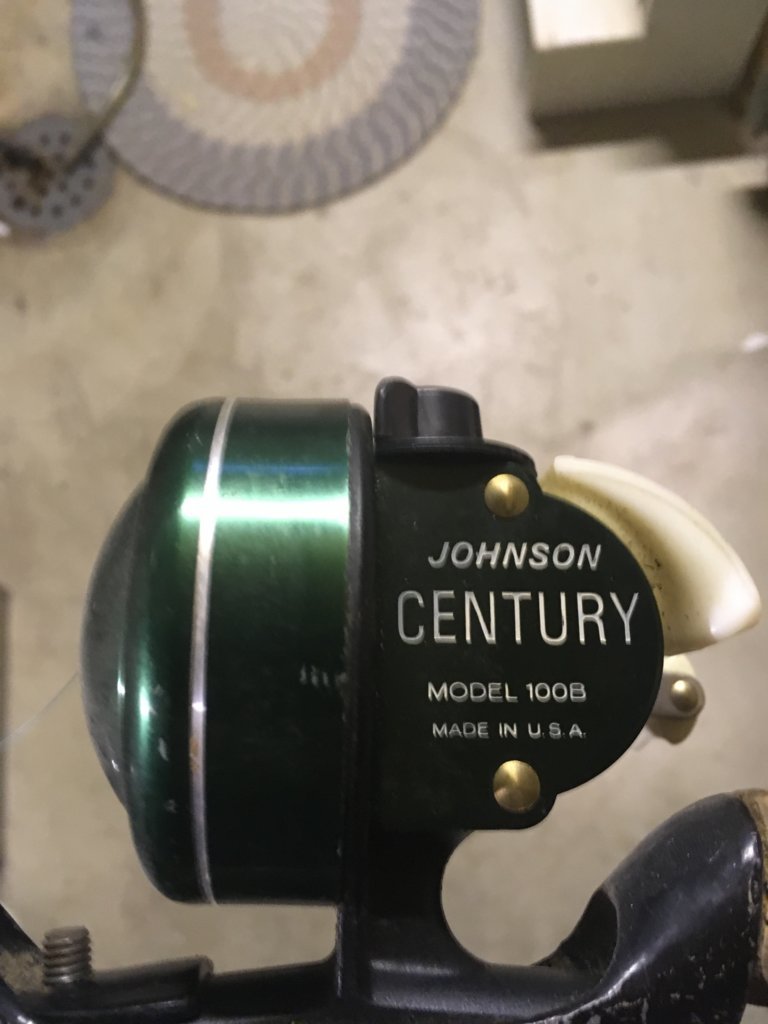 JOHNSON
CENTURY
MODEL 100B
MADE IN U.S.A.